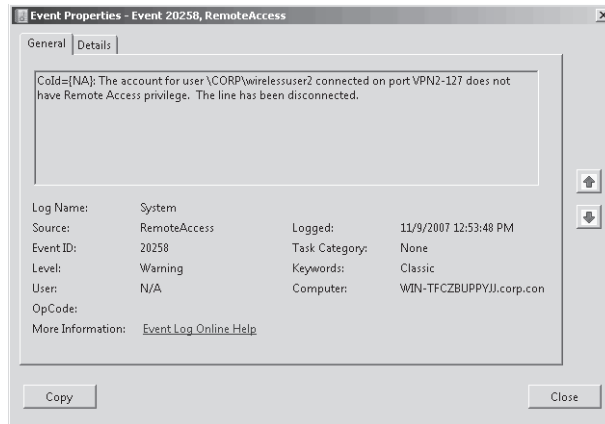 Event Properties - Event 20258, RemoteAccess
General
Details
CoId={NA}: The account for user \CORP\wirelessuser2 connected on port VPN2-127 does not
have Remote Access privilege. The line has been disconnected.
Log Name: System
Source: RemoteAccess Logged: 11/9/2007 12:53:48 PM
Event ID: 20258 Task Category: None
Level: Warning Keywords: Classic
User: N/A Computer: WIN-TFCZBUPPYJJ.corp.con
OpCode:
More Information: Event Log Online Help
Copy
Close